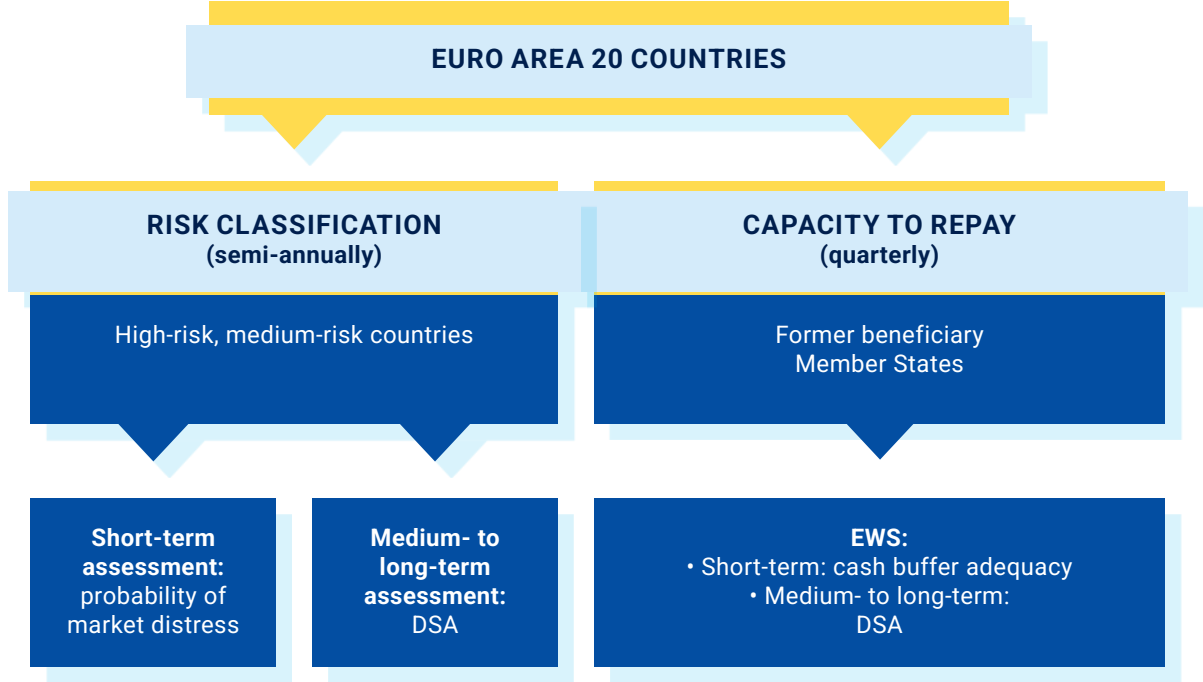 EURO AREA 20 COUNTRIES
RISK CLASSIFICATION
(semi-annually)
High-risk, medium-risk countries
Short-term
assessment:
probability of
market distress
Medium- to
long-term
assessment:
DSA
CAPACITY TO REPAY
(quarterly)
Former beneficiary
Member States
EWS:
• Short-term: cash buffer adequacy
• Medium- to long-term:
DSA